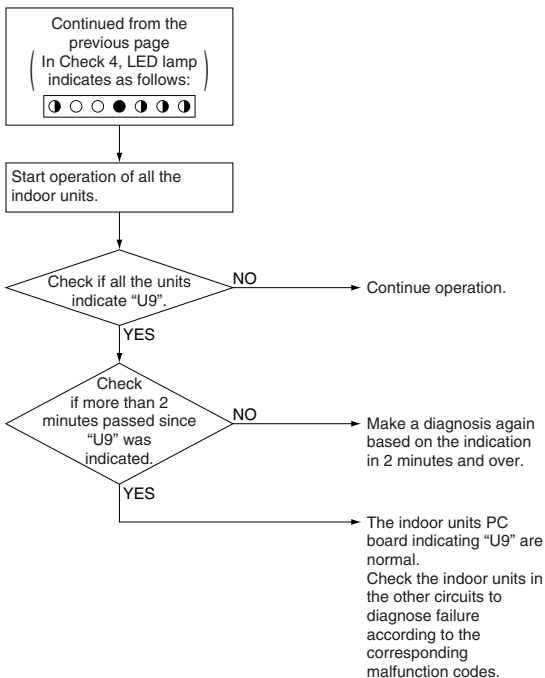 Continued from the
previous page
In Check 4, LED lamp
indicates as follows:
Start operation of all the
indoor units.
Check if all the units
indicate “U9”.
NO
Continue operation.
YES
Check
if more than 2
minutes passed since
“U9” was
indicated.
NO
Make a diagnosis again
based on the indication
in 2 minutes and over.
YES
The indoor units PC
board indicating “U9” are
normal.
Check the indoor units in
the other circuits to
diagnose failure
according to the
corresponding
malfunction codes.